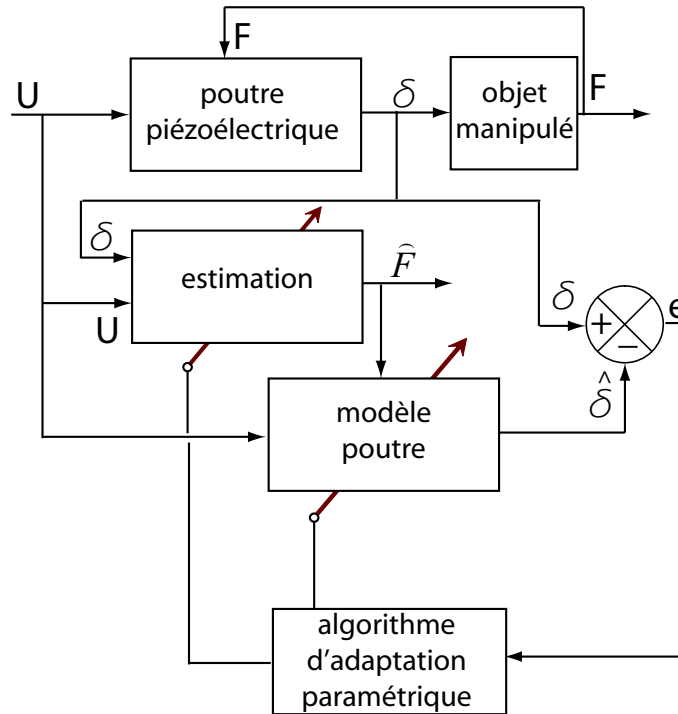 F
U
poutre
piézoélectrique
δ
objet
manipulé
F
δ
estimation
F̂
U
δ
+
−
e
δ̂
modèle
poutre
algorithme
d'adaptation
paramétrique